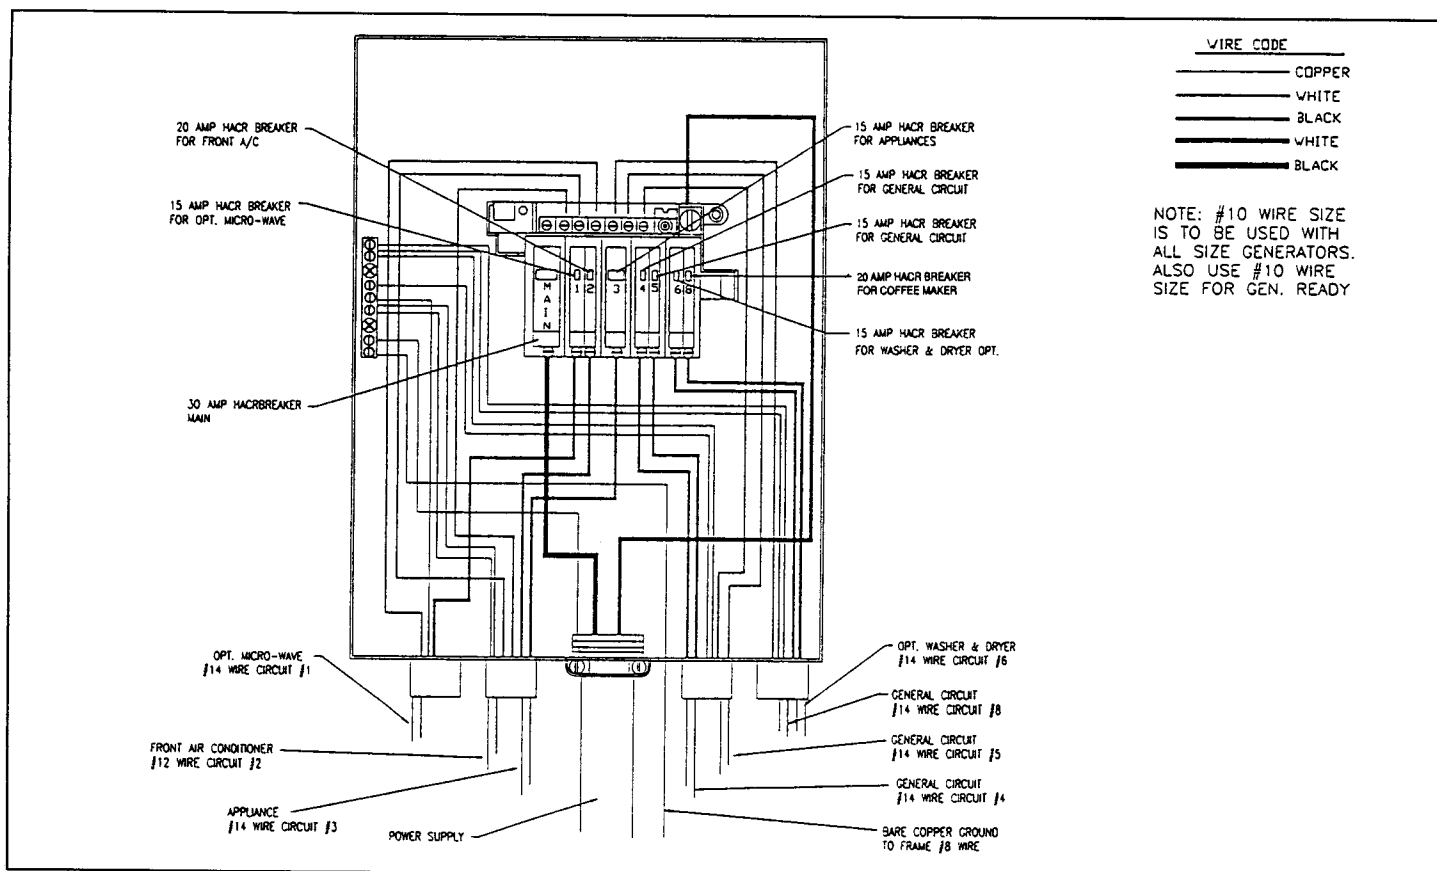 WIRE CODE
COPPER
WHITE
BLACK
WHITE
BLACK
NOTE: #10 WIRE SIZE
IS TO BE USED WITH
ALL SIZE GENERATORS.
ALSO USE #10 WIRE
SIZE FOR GEN. READY
20 AMP HACR BREAKER
FOR FRONT A/C
15 AMP HACR BREAKER
FOR OPT. MICRO-WAVE
30 AMP HACRBREAKER
MAIN
15 AMP HACR BREAKER
FOR APPLIANCES
15 AMP HACR BREAKER
FOR GENERAL CIRCUIT
15 AMP HACR BREAKER
FOR GENERAL CIRCUIT
20 AMP HACR BREAKER
FOR COFFEE MAKER
15 AMP HACR BREAKER
FOR WASHER & DRYER OPT.
MAIN
1 2
3
4 5
6 8
OPT. MICRO-WAVE
#14 WIRE CIRCUIT #1
FRONT AIR CONDITIONER
#12 WIRE CIRCUIT #2
APPLIANCE
#14 WIRE CIRCUIT #3
POWER SUPPLY
OPT. WASHER & DRYER
#14 WIRE CIRCUIT #6
GENERAL CIRCUIT
#14 WIRE CIRCUIT #8
GENERAL CIRCUIT
#14 WIRE CIRCUIT #5
GENERAL CIRCUIT
#14 WIRE CIRCUIT #4
BARE COPPER GROUND
TO FRAME #8 WIRE